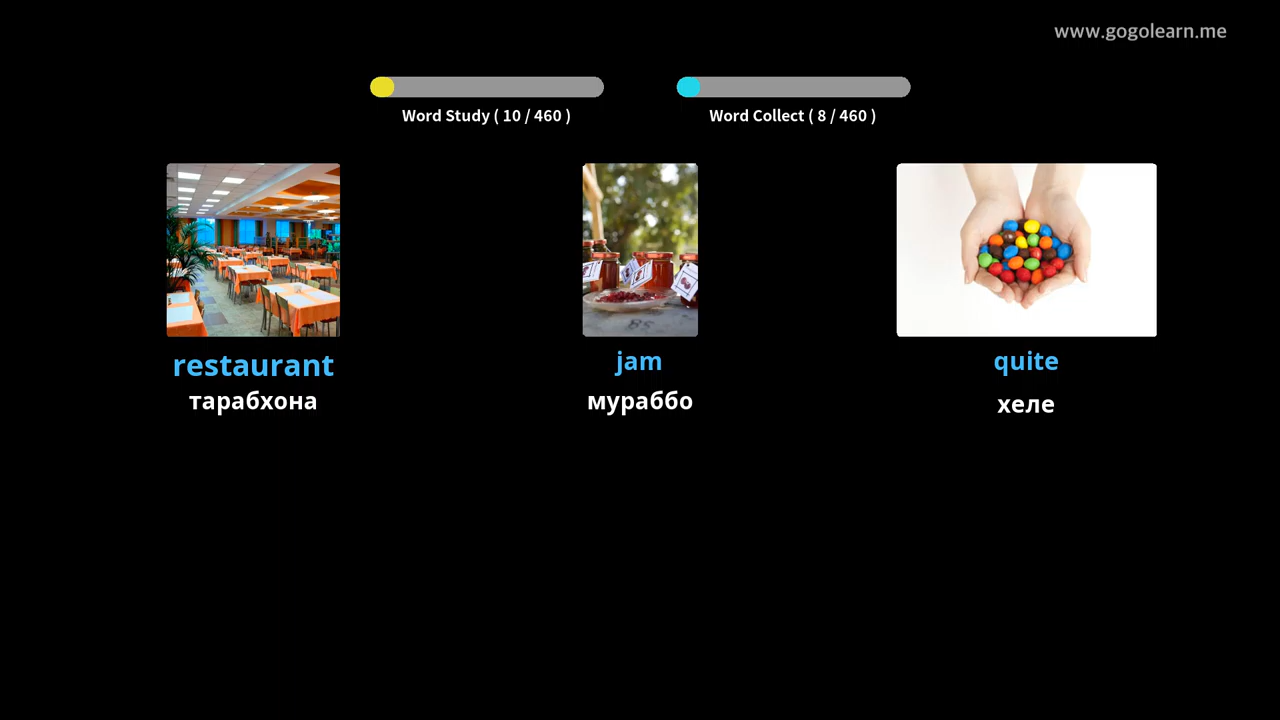 www.gogolearn.me
Word Study ( 10 / 460 )
Word Collect ( 8 / 460 )
restaurant
jam
quite
тарабхона
мураббо
хеле